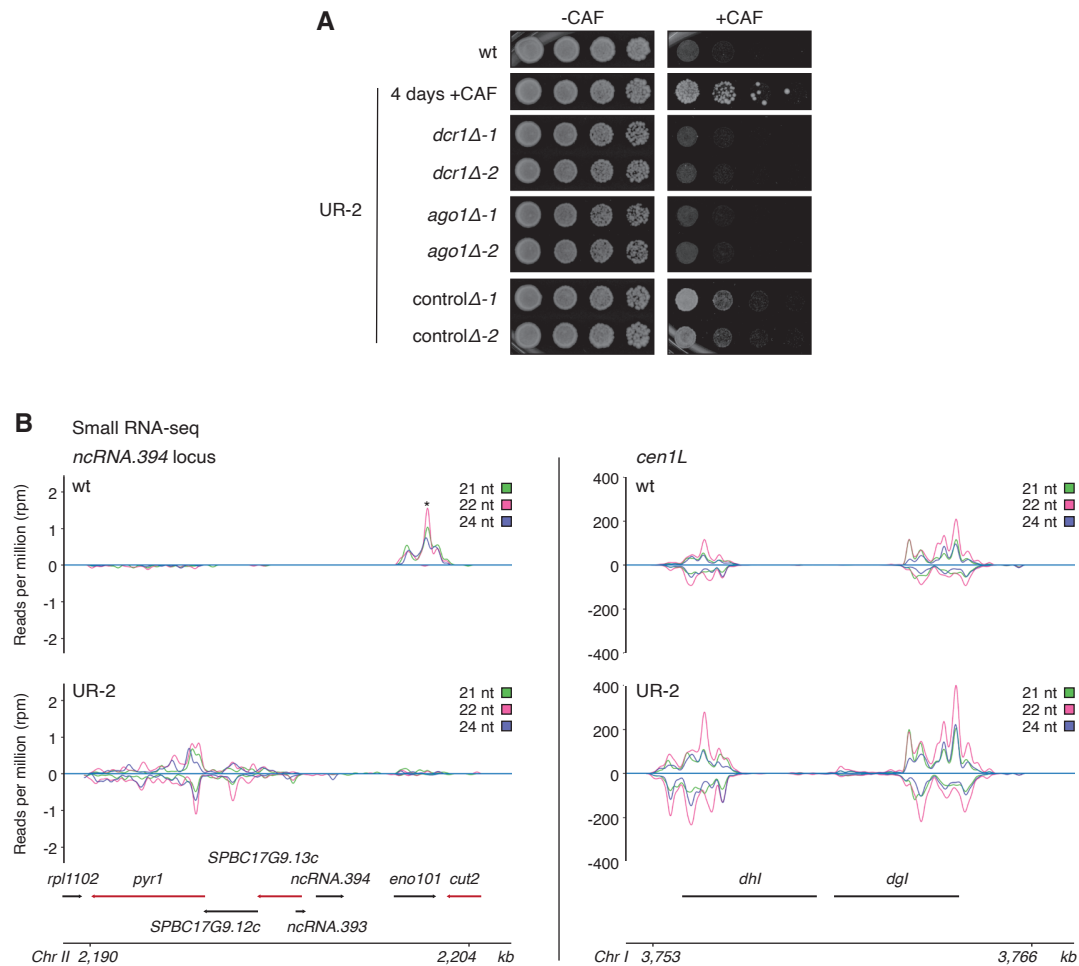 A
-CAF
+CAF
wt
4 days +CAF
dcr1Δ-1
dcr1Δ-2
UR-2
ago1Δ-1
ago1Δ-2
controlΔ-1
controlΔ-2
B
Small RNA-seq
ncRNA.394 locus
wt
21 nt
22 nt
24 nt
*
Reads per million (rpm)
2
1
0
-1
-2
UR-2
21 nt
22 nt
24 nt
Reads per million (rpm)
2
1
0
-1
-2
SPBC17G9.13c
rpl1102
pyr1
ncRNA.394
eno101
cut2
SPBC17G9.12c
ncRNA.393
Chr II 2,190
2,204 kb
cen1L
wt
21 nt
22 nt
24 nt
400
200
0
-200
-400
UR-2
21 nt
22 nt
24 nt
400
200
0
-200
-400
dhI
dgI
Chr I 3,753
3,766 kb